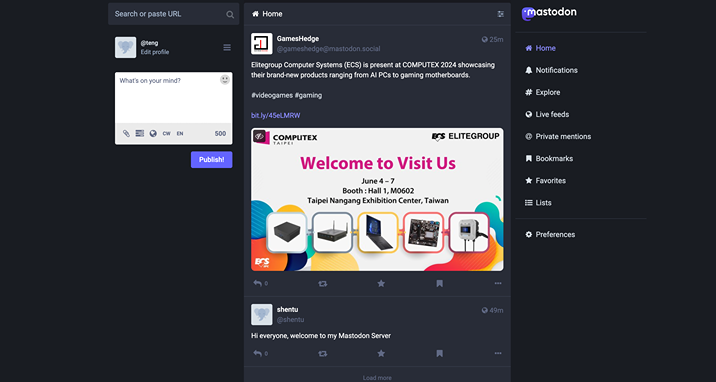 Search or paste URL
@teng
Edit profile
What's on your mind?
CW
EN
500
Publish!
Home
GamesHedge
@gameshedge@mastodon.social
25m
Elitegroup Computer Systems (ECS) is present at COMPUTEX 2024 showcasing
their brand-new products ranging from AI PCs to gaming motherboards.
#videogames #gaming
bit.ly/45eLMRW
COMPUTEX
TAIPEI
ECS ELITEGROUP
Welcome to Visit Us
June 4 – 7
Booth : Hall 1, M0602
Taipei Nangang Exhibition Center, Taiwan
ECS
0
shentu
@shentu
49m
Hi everyone, welcome to my Mastodon Server
0
Load more
mastodon
Home
Notifications
Explore
Live feeds
Private mentions
Bookmarks
Favorites
Lists
Preferences